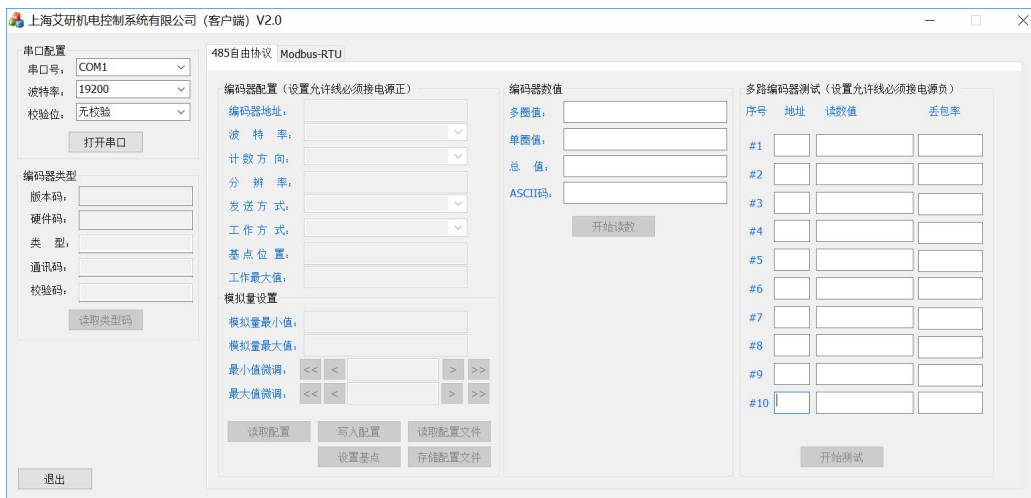 上海艾研机电控制系统有限公司（客户端）V2.0
串口配置
串口号： COM1
波特率： 19200
校验位： 无校验
打开串口
编码器类型
版本码：
硬件码：
类 型：
通讯码：
校验码：
读取类型码
退出
485自由协议 Modbus-RTU
编码器配置（设置允许线必须接电源正）
编码器地址：
波 特 率：
计数方向：
分 辨 率：
发送方式：
工作方式：
基点位置：
工作最大值：
模拟量设置
模拟量最小值：
模拟量最大值：
最小值微调： << < > >>
最大值微调： << < > >>
读取配置 写入配置 读取配置文件
设置基点 存储配置文件
编码器数值
多圈值：
单圈值：
总 值：
ASCII码：
开始读数
多路编码器测试（设置允许线必须接电源负）
序号 地址 读数值 丢包率
#1
#2
#3
#4
#5
#6
#7
#8
#9
#10
开始测试